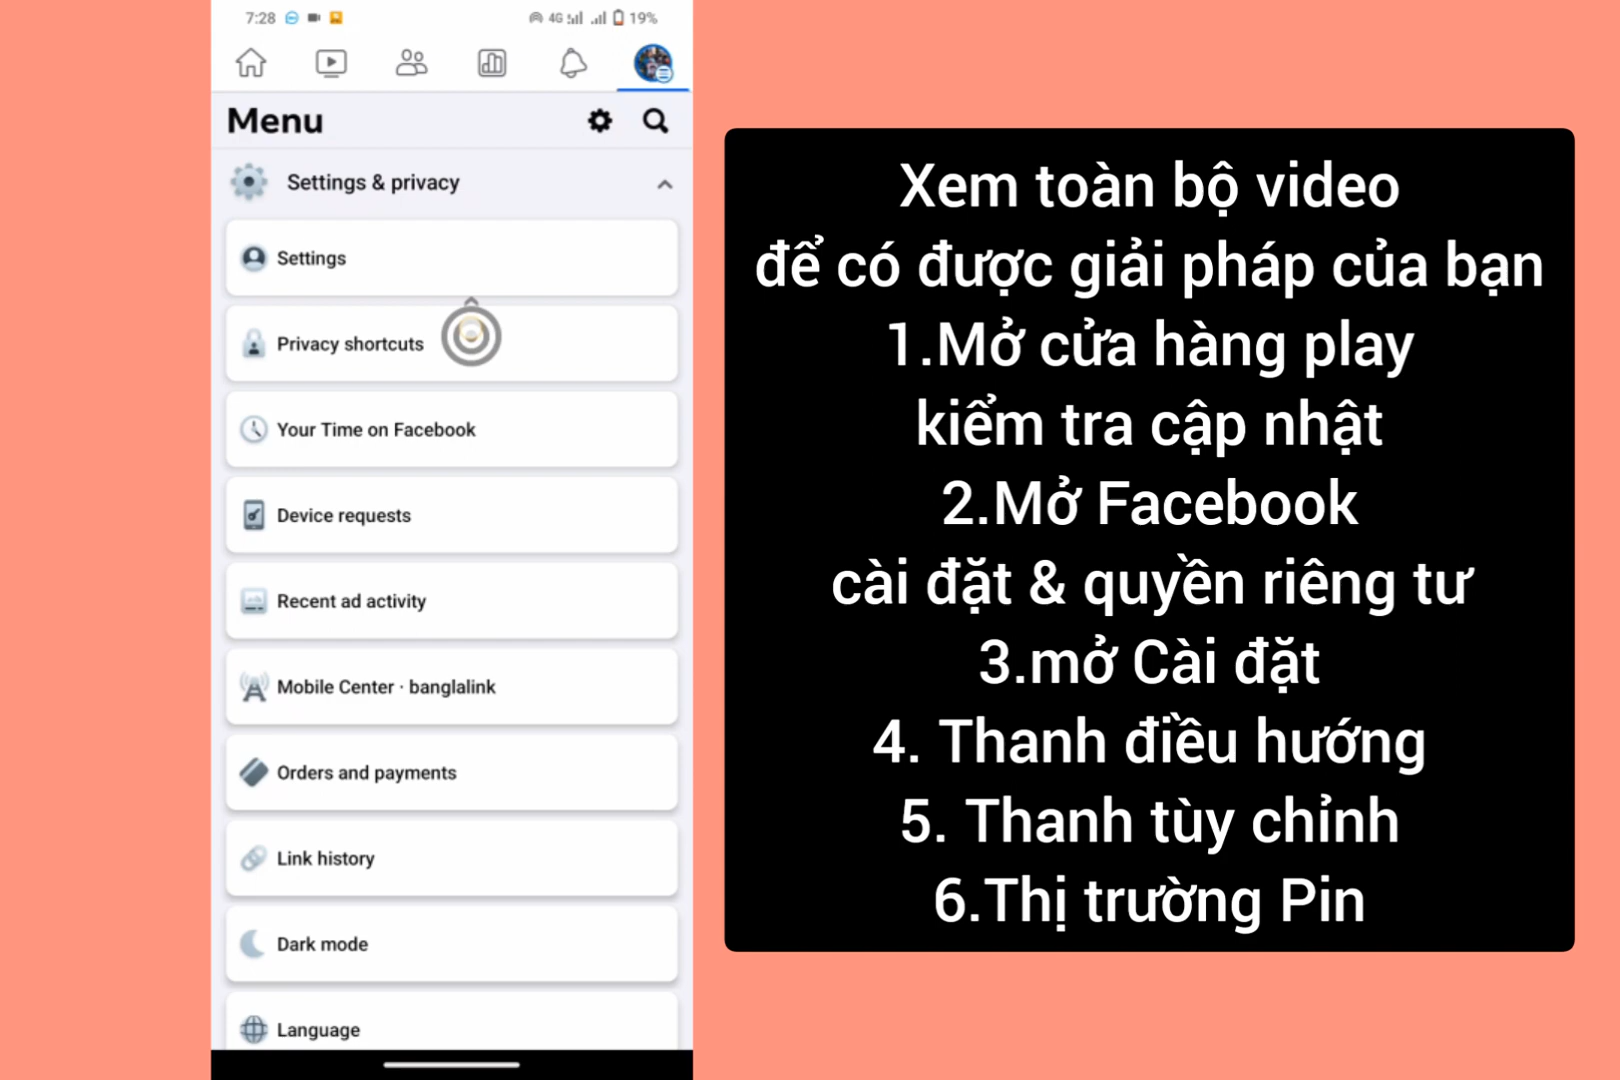 7:28
4G
19%
Menu
Settings & privacy
Settings
Privacy shortcuts
Your Time on Facebook
Device requests
Recent ad activity
Mobile Center · banglalink
Orders and payments
Link history
Dark mode
Language
Xem toàn bộ video
để có được giải pháp của bạn
1.Mở cửa hàng play
kiểm tra cập nhật
2.Mở Facebook
cài đặt & quyền riêng tư
3.mở Cài đặt
4. Thanh điều hướng
5. Thanh tùy chỉnh
6.Thị trường Pin